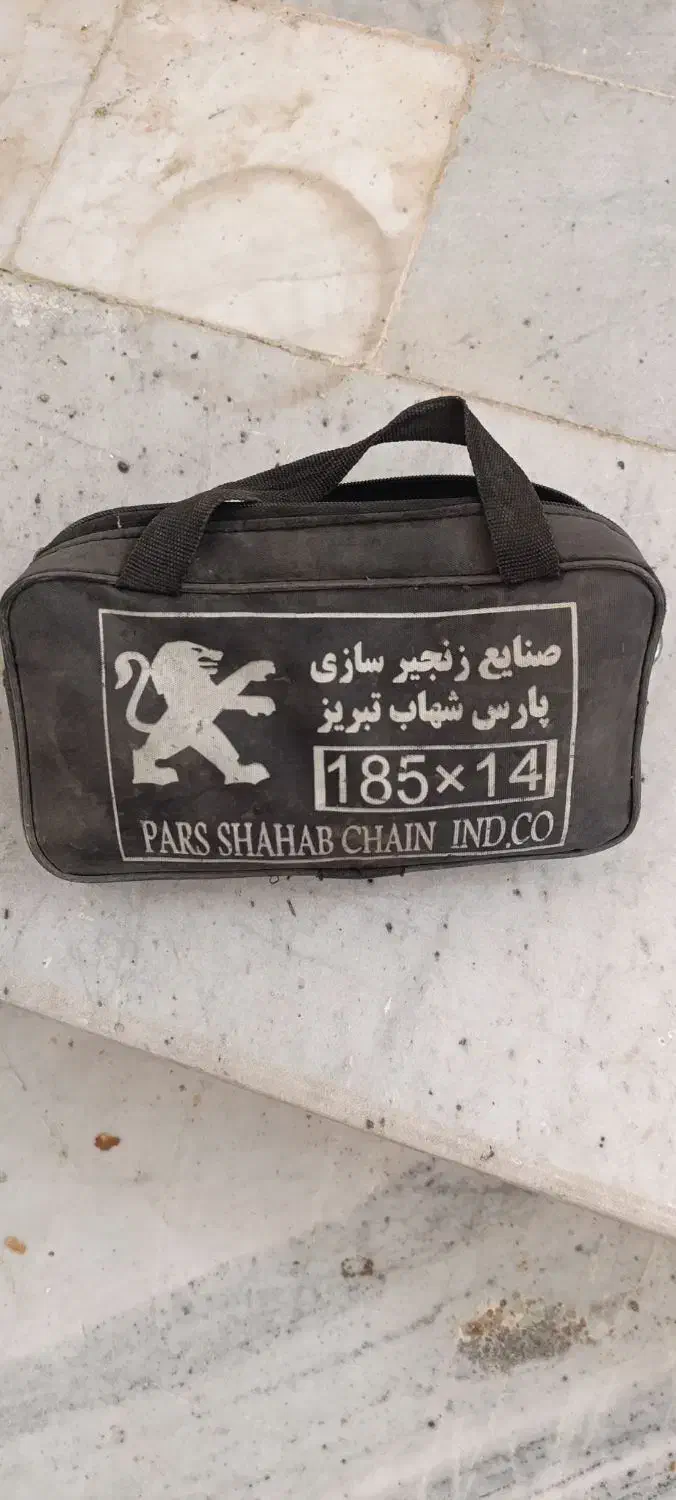 صنایع زنجیر سازی
پارس شهاب تبریز
185×14
PARS SHAHAB CHAIN IND.CO